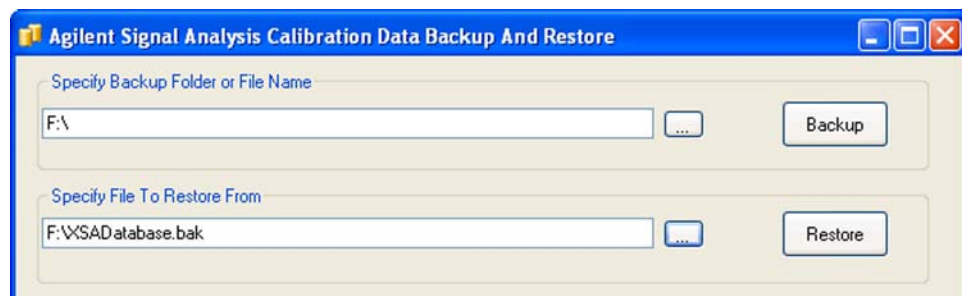 Agilent Signal Analysis Calibration Data Backup And Restore
Specify Backup Folder or File Name
F:\
...
Backup
Specify File To Restore From
F:\XSADatabase.bak
...
Restore